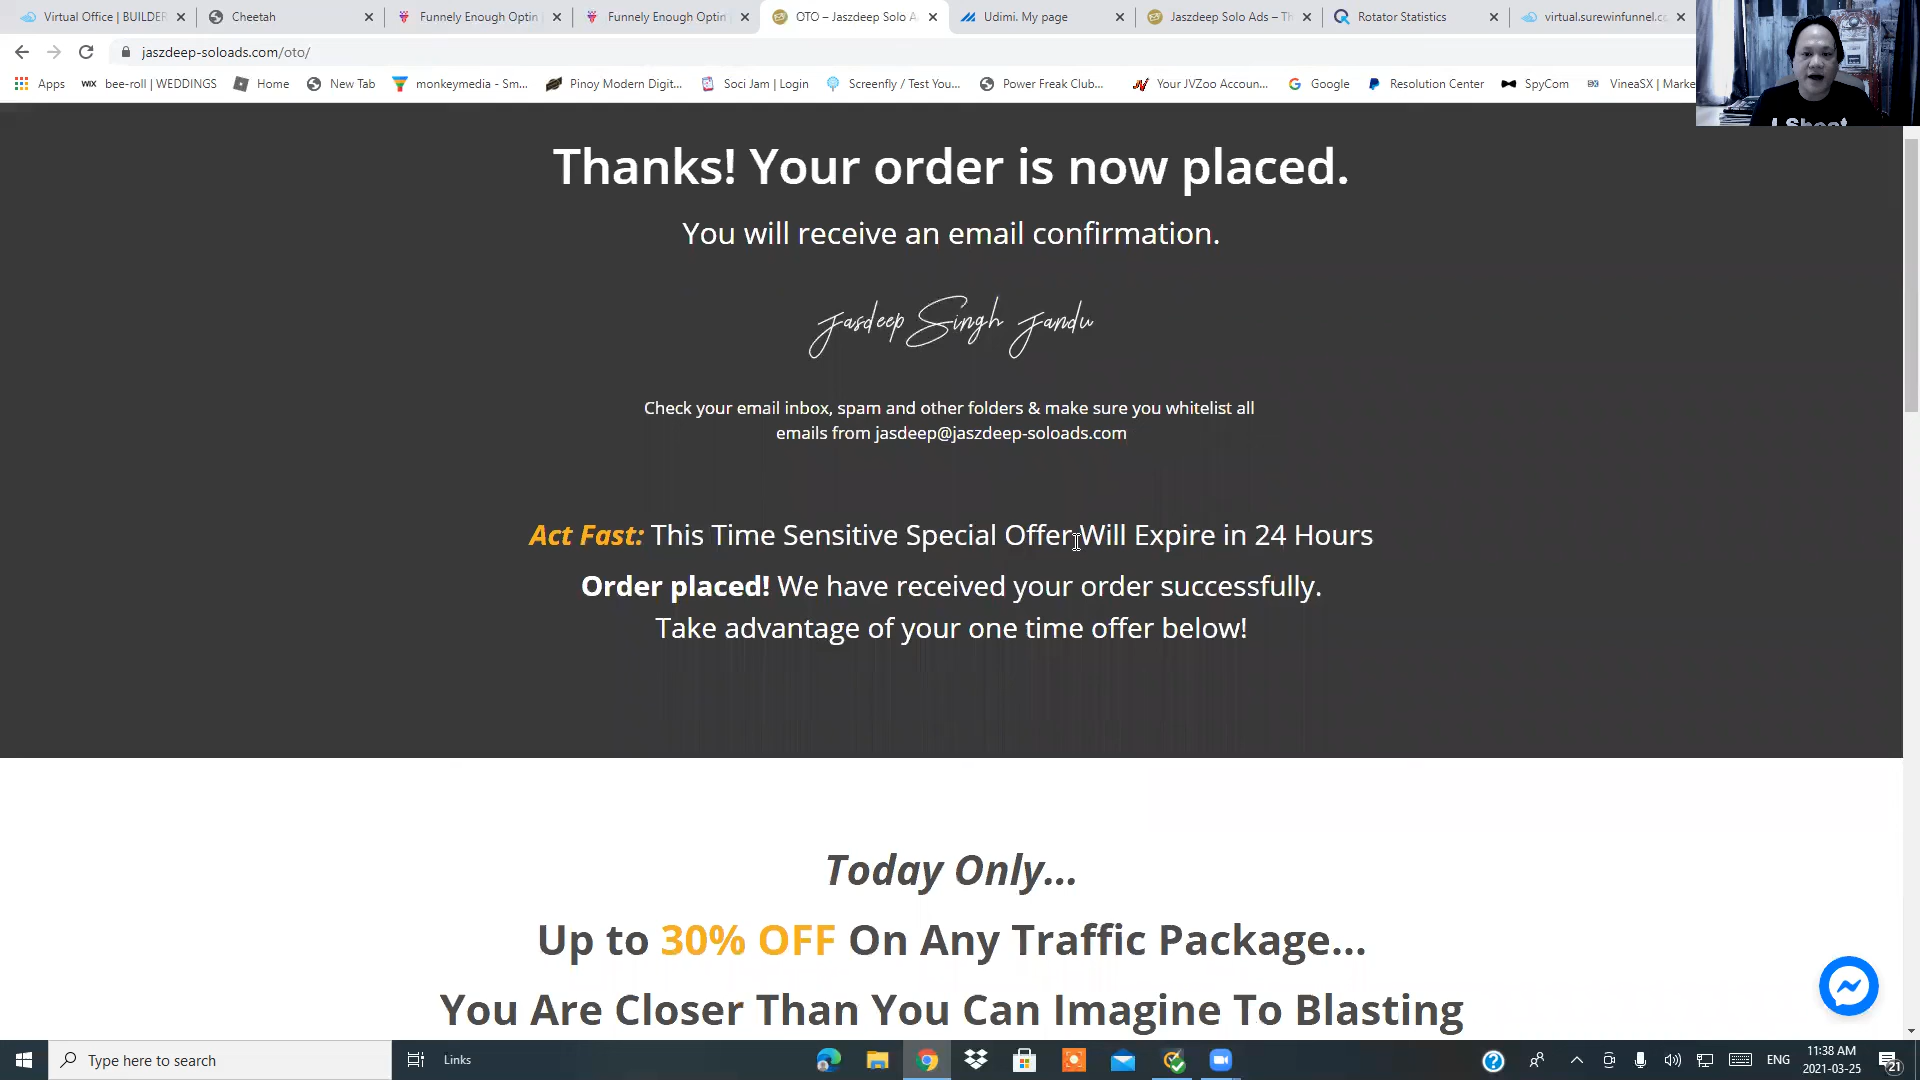 Virtual Office | BUILDER
Cheetah
Funnely Enough Optin
Funnely Enough Optin
OTO – Jaszdeep Solo A
Udimi. My page
Jaszdeep Solo Ads – Th
Rotator Statistics
virtual.surewinfunnel.cc
jaszdeep-soloads.com/oto/
Apps
WIX bee-roll | WEDDINGS
Home
New Tab
monkeymedia - Sm...
Pinoy Modern Digit...
Soci Jam | Login
Screenfly / Test You...
Power Freak Club...
Your JVZoo Accoun...
Google
Resolution Center
SpyCom
VineaSX | Marke
Thanks! Your order is now placed.
You will receive an email confirmation.
Jasdeep Singh Jandu
Check your email inbox, spam and other folders & make sure you whitelist all
emails from jasdeep@jaszdeep-soloads.com
Act Fast: This Time Sensitive Special Offer Will Expire in 24 Hours
Order placed! We have received your order successfully.
Take advantage of your one time offer below!
Today Only...
Up to 30% OFF On Any Traffic Package...
You Are Closer Than You Can Imagine To Blasting
Type here to search
Links
ENG
11:38 AM
2021-03-25
21